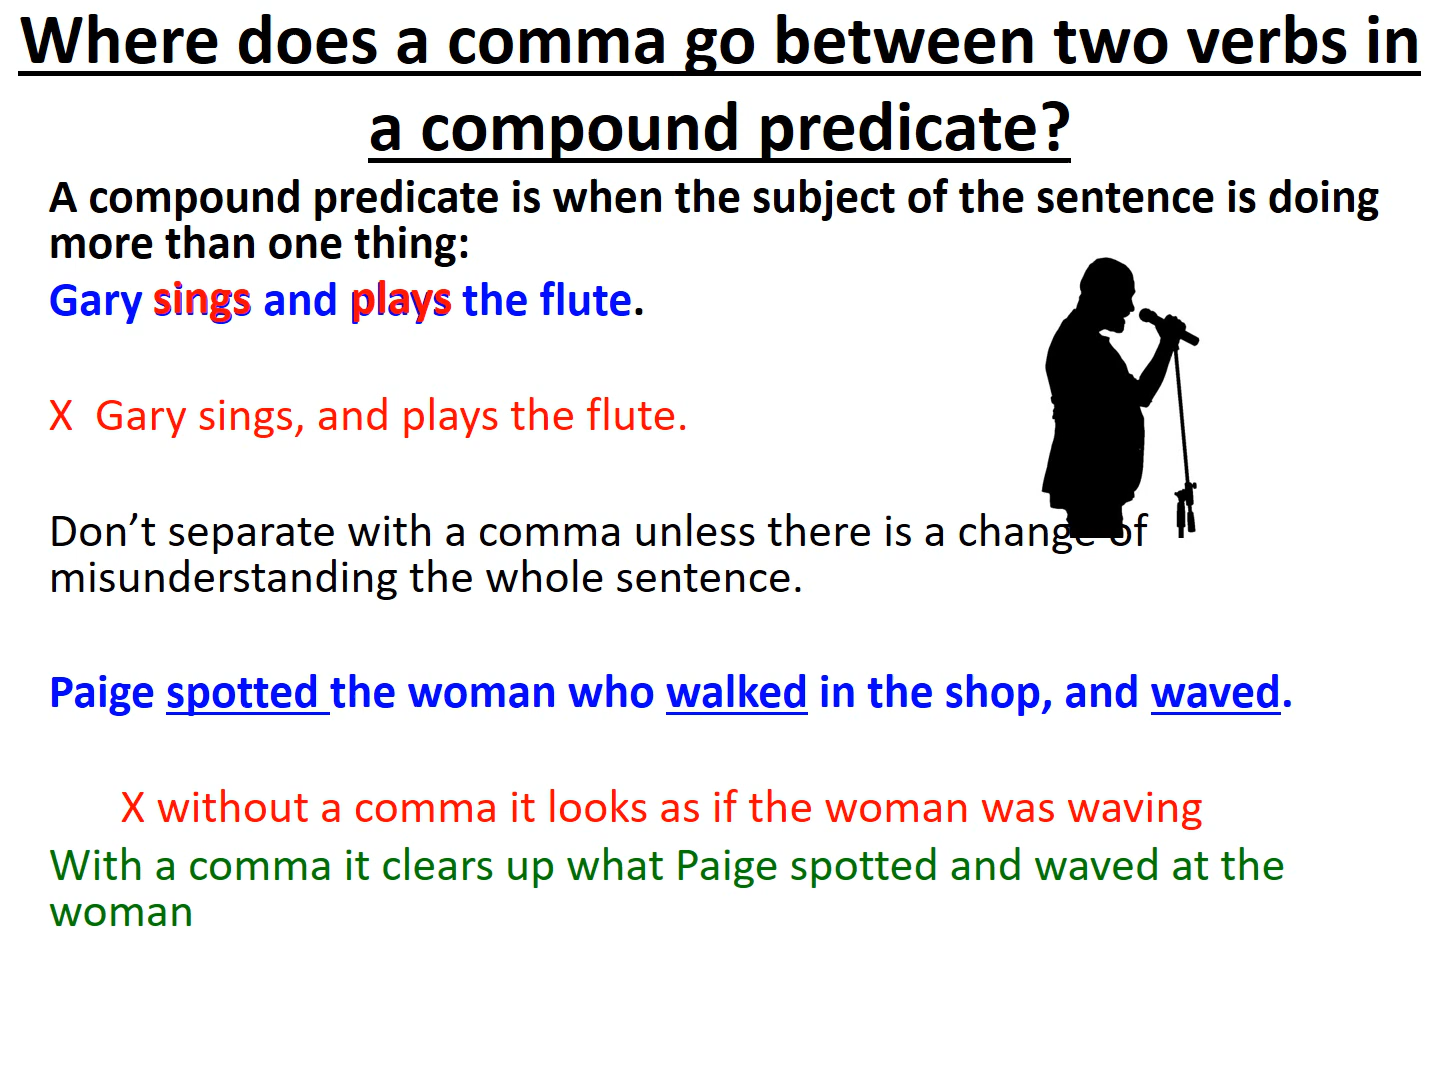 Where does a comma go between two verbs in
a compound predicate?
A compound predicate is when the subject of the sentence is doing
more than one thing:
Gary sings and plays the flute.
X Gary sings, and plays the flute.
Don’t separate with a comma unless there is a change of
misunderstanding the whole sentence.
Paige spotted the woman who walked in the shop, and waved.
X without a comma it looks as if the woman was waving
With a comma it clears up what Paige spotted and waved at the
woman